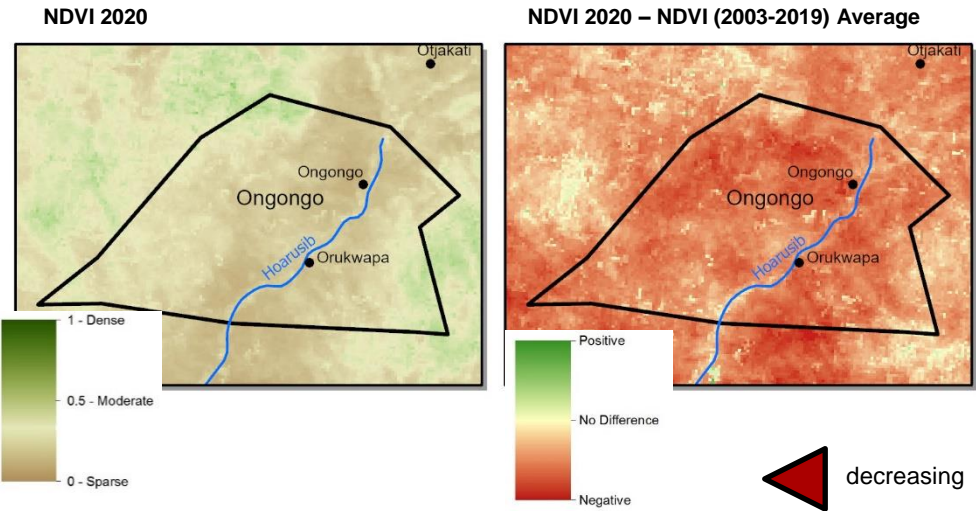 NDVI 2020
Otjakati
Ongongo
Ongongo
Hoarusib
Orukwapa
1 - Dense
0.5 - Moderate
0 - Sparse
NDVI 2020 – NDVI (2003-2019) Average
Otjakati
Ongongo
Ongongo
Hoarusib
Orukwapa
Positive
No Difference
Negative
decreasing